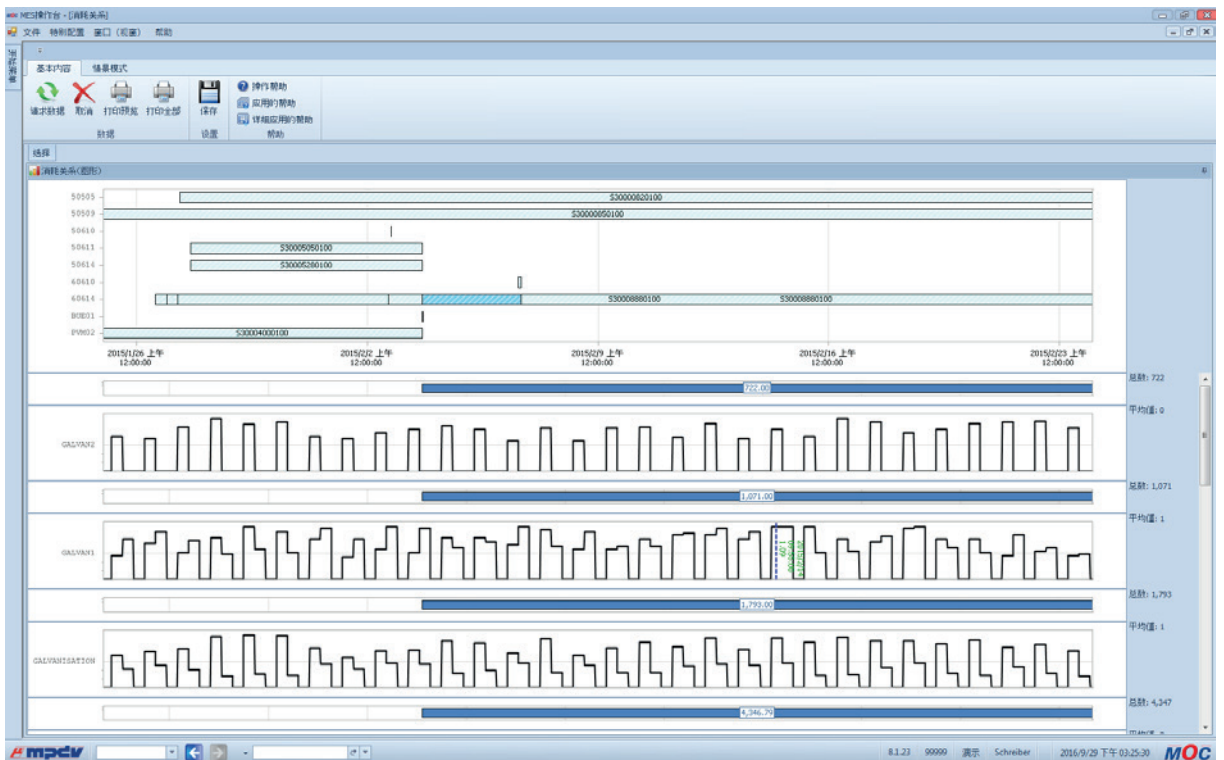 MES操作台 - [消耗关系]
文件 特别配置 窗口（视窗） 帮助
基本内容 情景模式
请求数据 取消 打印预览 打印全部 保存
操作帮助
应用的帮助
详细应用的帮助
数据 设置 帮助
选择
消耗关系(图形)
50505 S30000820100
50509 S30000850100
50610
50611 S30005050100
50614 S30005280100
60610
60614 S30008880100 S30008880100
BOB01
PVM02 S30004000100
2015/1/26 上午 2015/2/2 上午 2015/2/9 上午 2015/2/16 上午 2015/2/23 上午
12:00:00 12:00:00 12:00:00 12:00:00 12:00:00
722.00 总数: 722
平均值: 0
GALVAN2
1,071.00 总数: 1,071
平均值: 1
GALVAN1
1.09
1,793.00 总数: 1,793
平均值: 1
GALVANISATION
4,346.79 总数: 4,347
mpdv 8.1.23 99999 演示 Schreiber 2016/9/29 下午 03:25:30 MOC